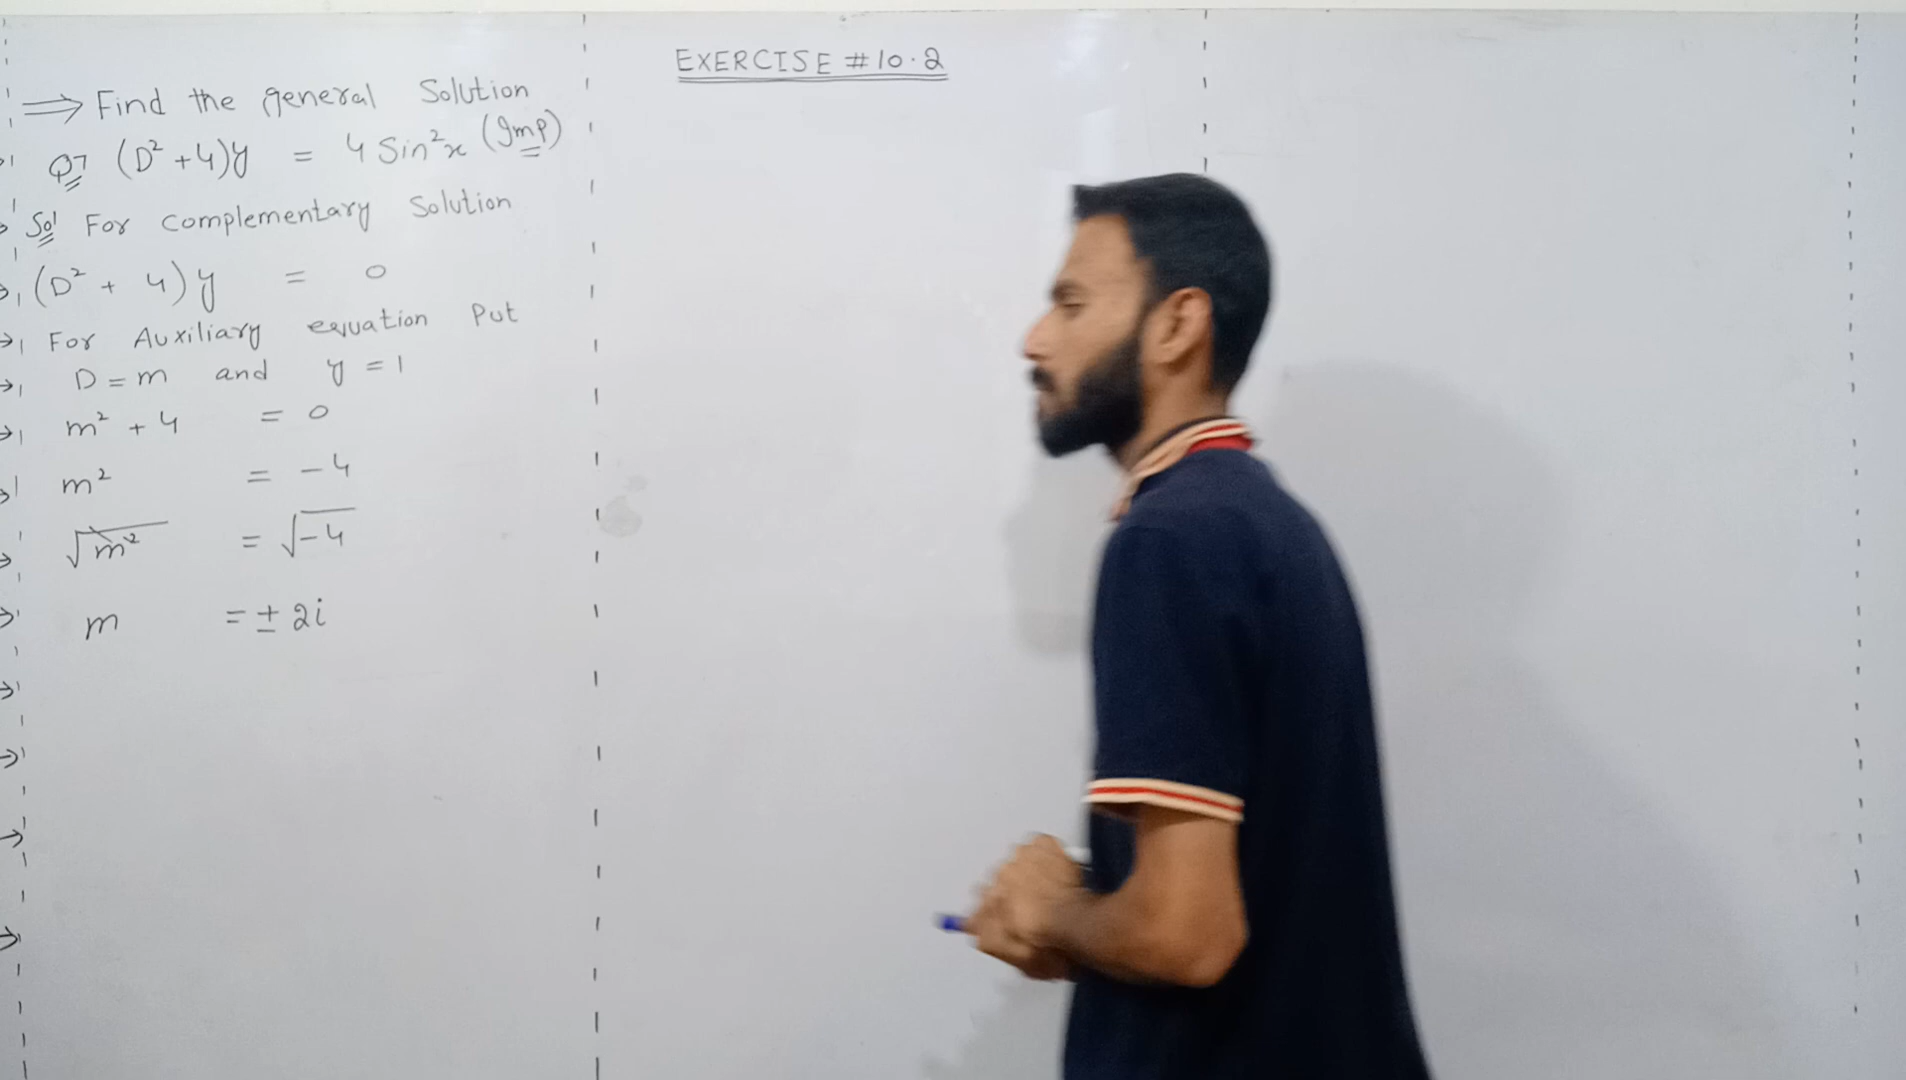 EXERCISE # 10.2
⟹ Find the general Solution
Q7 (D² + 4)y = 4 Sin²x (Imp)
Sol For Complementary Solution
(D² + 4) y = 0
For Auxiliary equation Put
D = m and y = 1
m² + 4 = 0
m² = -4
√m² = √-4
m = ± 2i